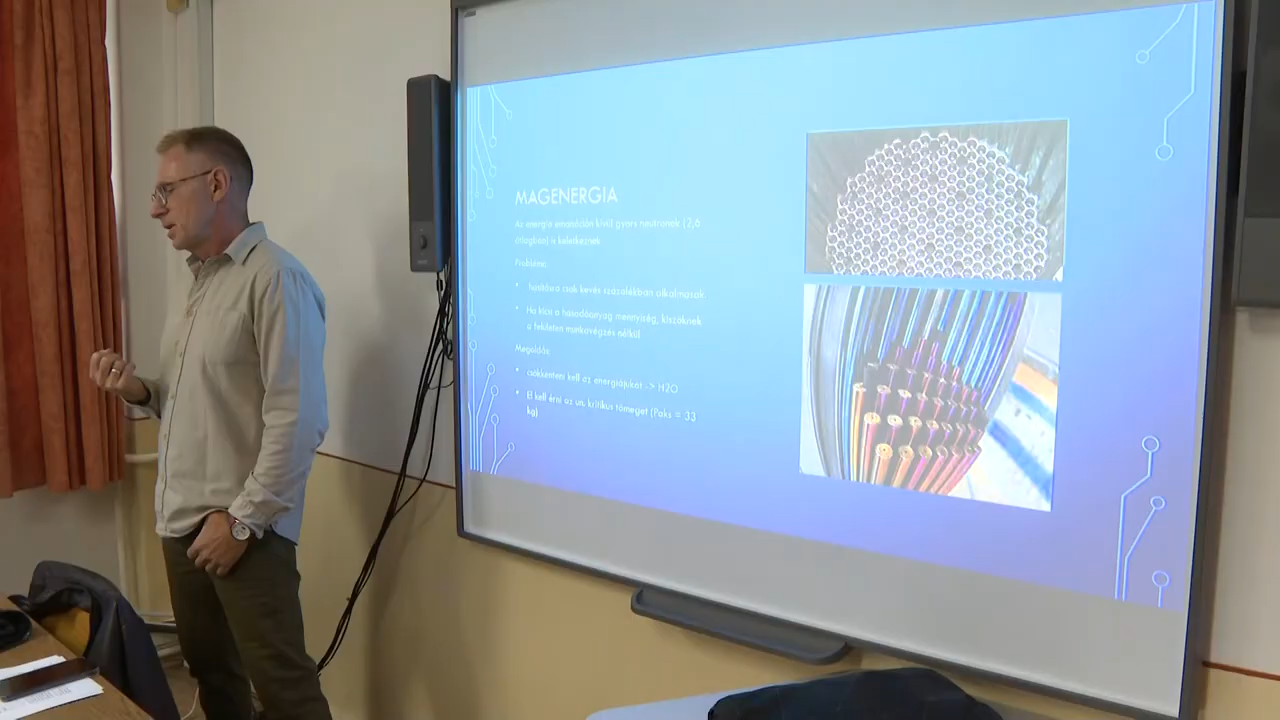 MAGENERGIA
Az energia emanáción kívül gyors neutronok (2,6
átlagban) is keletkeznek
Probléma:
• hasításra csak kevés százalékban alkalmasak
• Ha kicsi a hasadóanyag mennyiség, kiszöknek
a felületen munkavégzés nélkül
Megoldás:
• csökkenteni kell az energiájukat -> H2O
• El kell érni az un. kritikus tömeget (Paks = 33
kg)